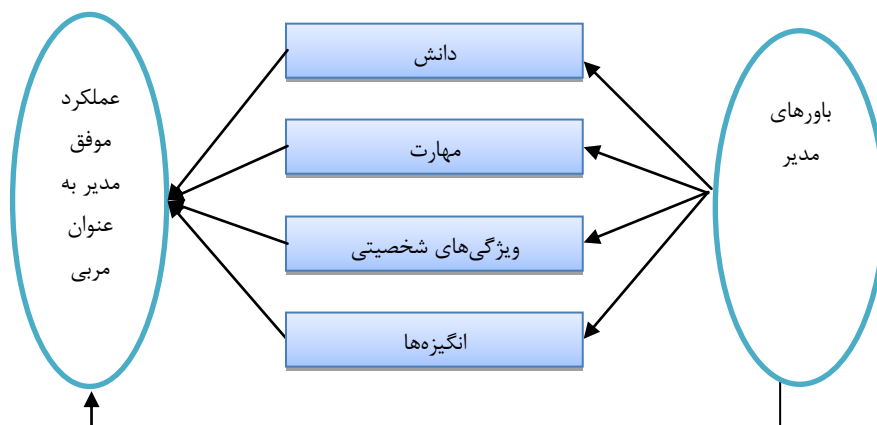 باورهای
مدیر
دانش
مهارت
ویژگی‌های شخصیتی
انگیزه‌ها
عملکرد
موفق
مدیر به
عنوان
مربی